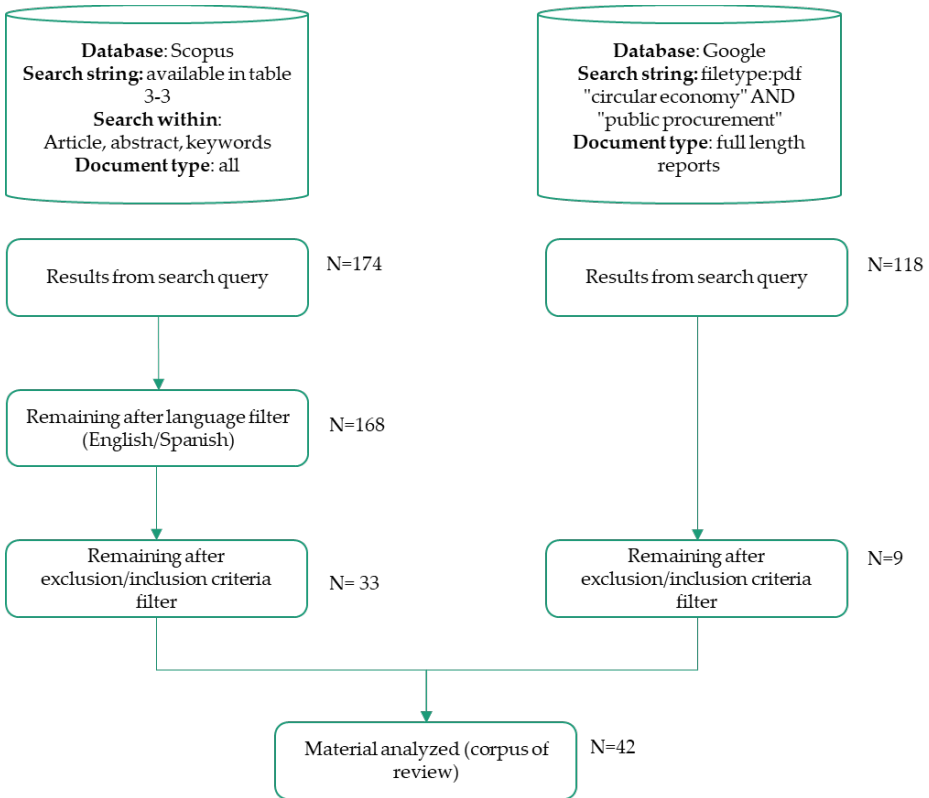 Database: Scopus
Search string: available in table
3-3
Search within:
Article, abstract, keywords
Document type: all
Database: Google
Search string: filetype:pdf
"circular economy" AND
"public procurement"
Document type: full length
reports
Results from search query
N=174
Results from search query
N=118
Remaining after language filter
(English/Spanish)
N=168
Remaining after
exclusion/inclusion criteria
filter
N= 33
Remaining after
exclusion/inclusion criteria
filter
N=9
Material analyzed (corpus of
review)
N=42